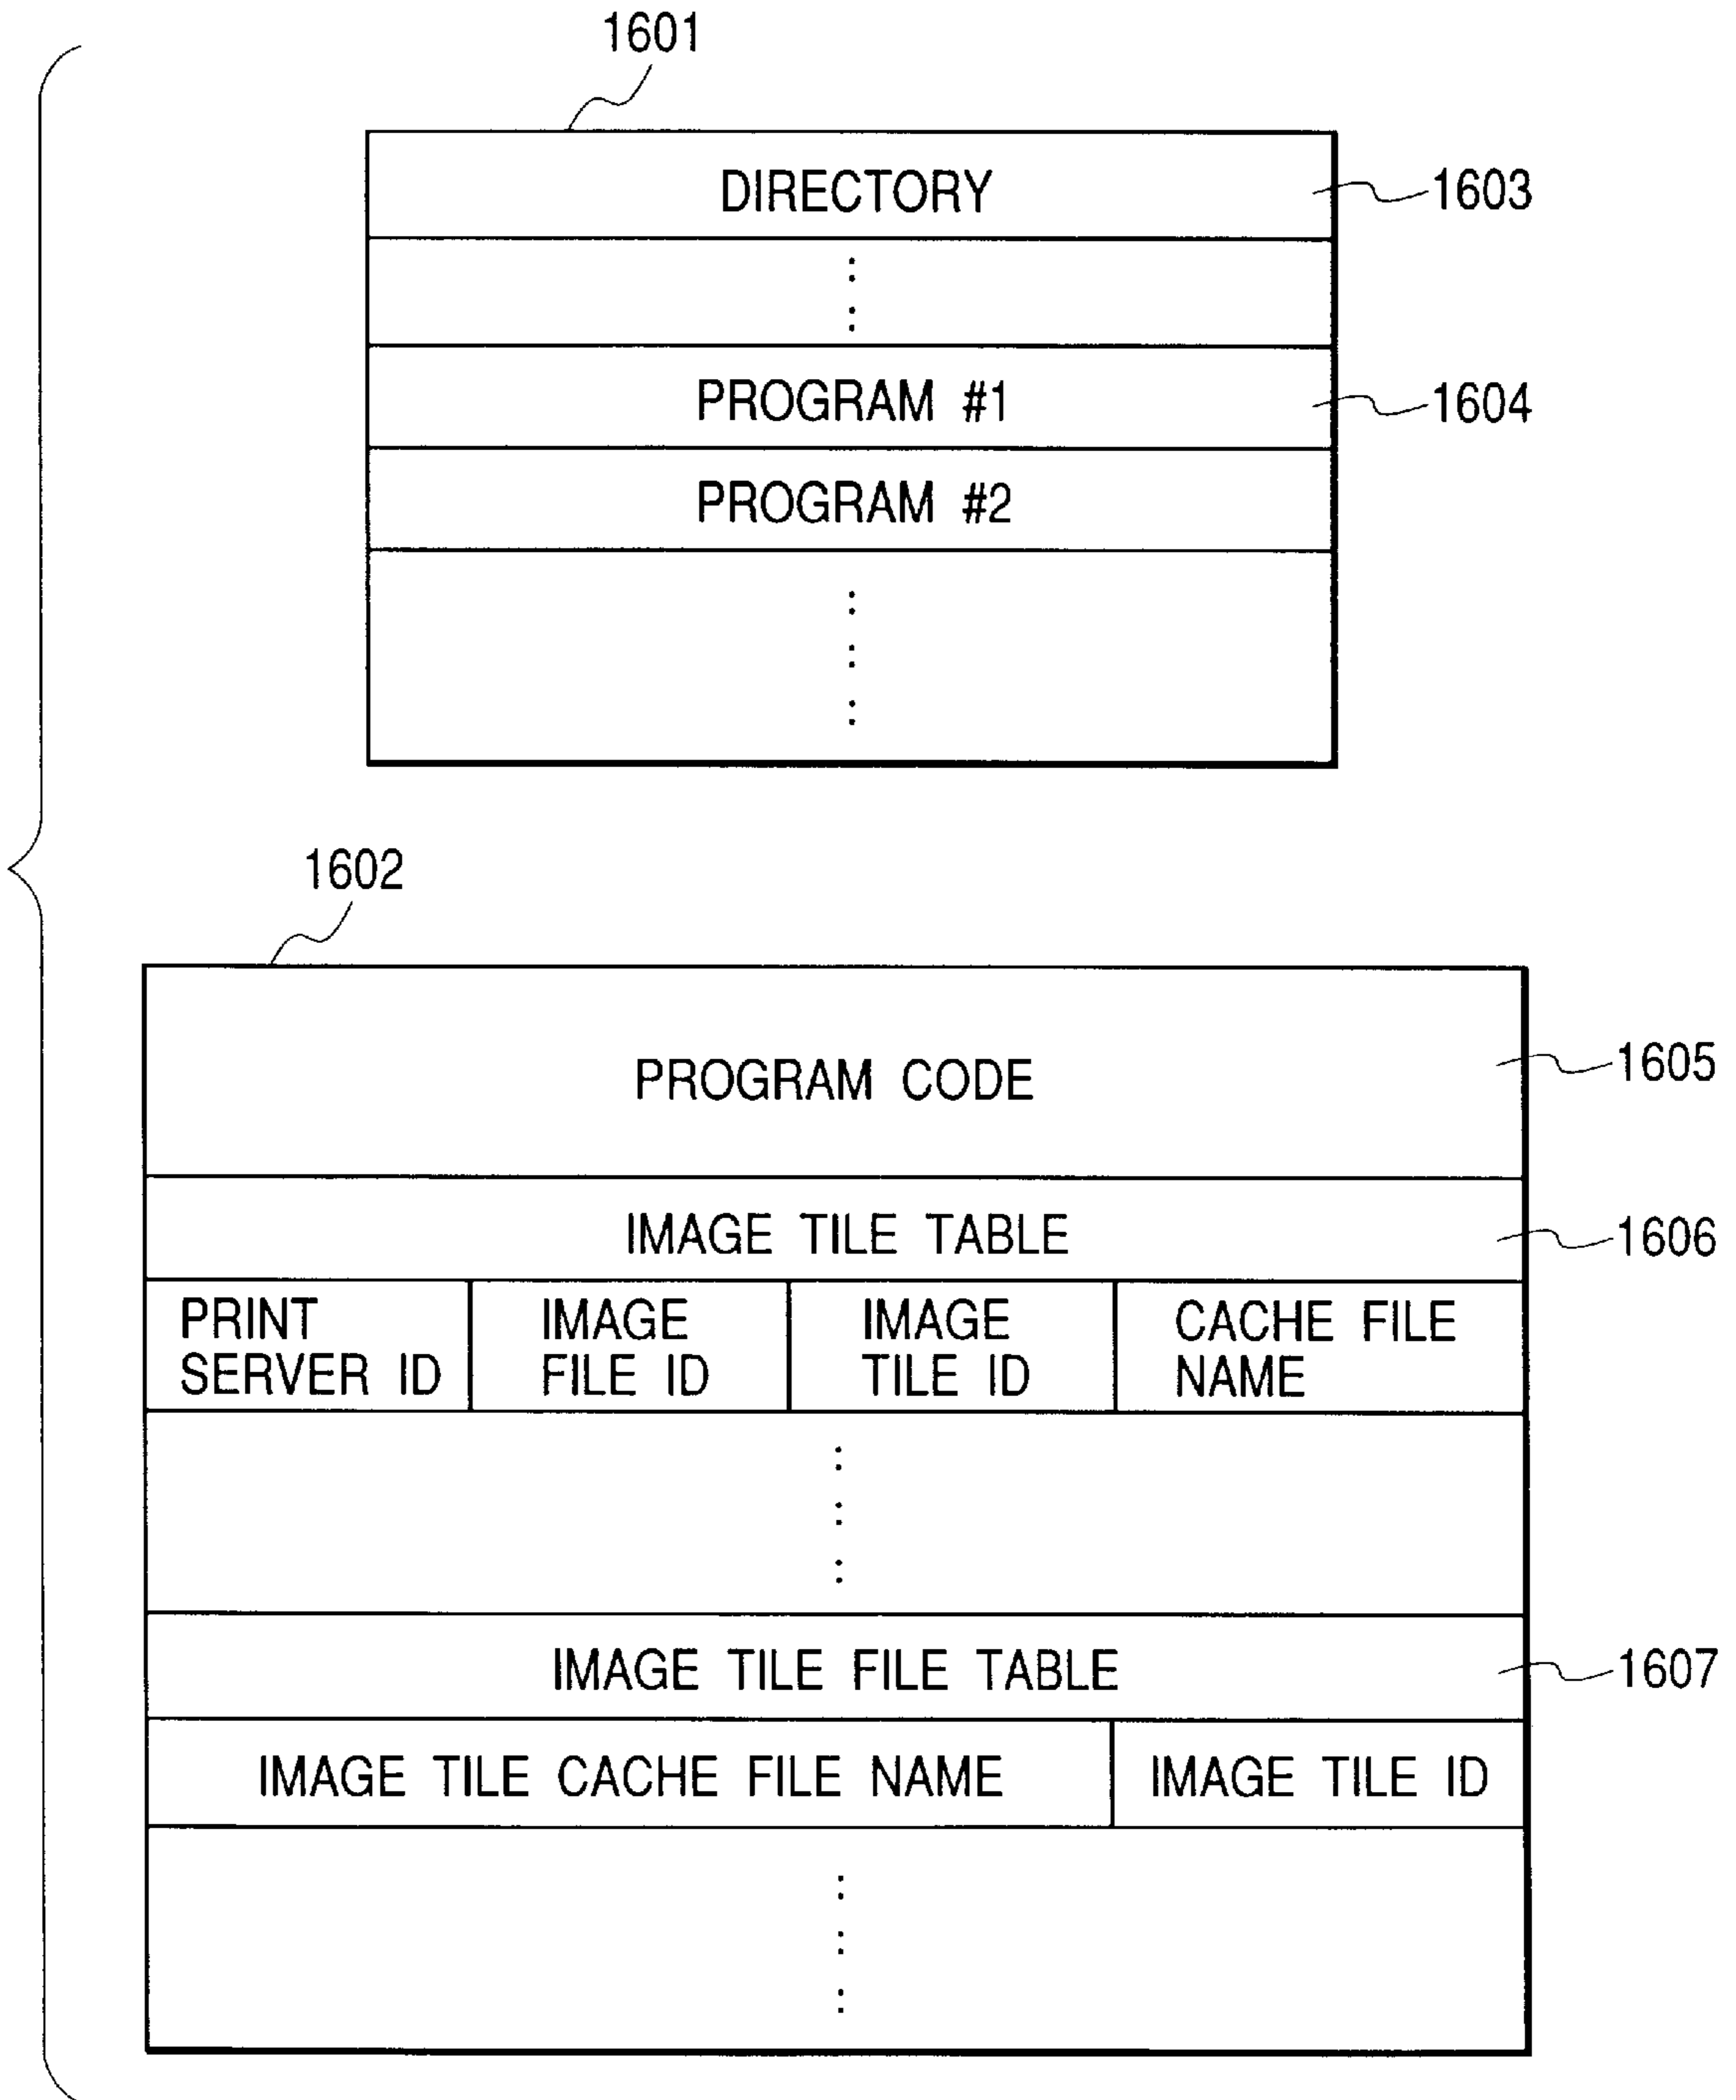 1601
DIRECTORY
1603
PROGRAM #1
1604
PROGRAM #2
1602
PROGRAM CODE
1605
IMAGE TILE TABLE
1606
PRINT
SERVER ID
IMAGE
FILE ID
IMAGE
TILE ID
CACHE FILE
NAME
IMAGE TILE FILE TABLE
1607
IMAGE TILE CACHE FILE NAME
IMAGE TILE ID